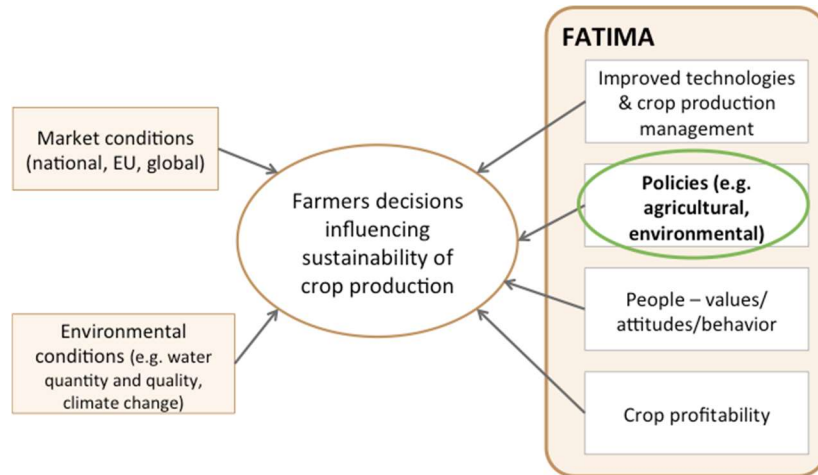 FATIMA
Improved technologies
& crop production
management
Market conditions
(national, EU, global)
Policies (e.g.
agricultural,
environmental)
Farmers decisions
influencing
sustainability of
crop production
People – values/
attitudes/behavior
Environmental
conditions (e.g. water
quantity and quality,
climate change)
Crop profitability